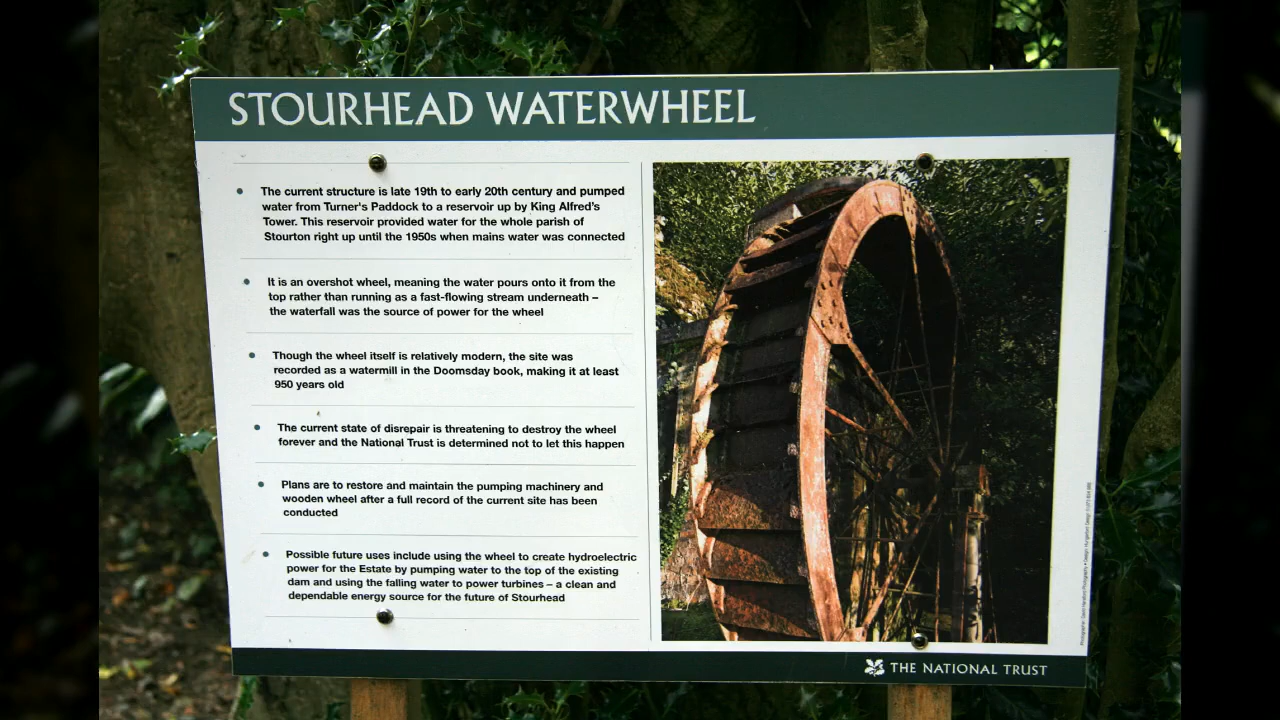 STOURHEAD WATERWHEEL
The current structure is late 19th to early 20th century and pumped
water from Turner's Paddock to a reservoir up by King Alfred's
Tower. This reservoir provided water for the whole parish of
Stourton right up until the 1950s when mains water was connected
It is an overshot wheel, meaning the water pours onto it from the
top rather than running as a fast-flowing stream underneath –
the waterfall was the source of power for the wheel
Though the wheel itself is relatively modern, the site was
recorded as a watermill in the Doomsday book, making it at least
950 years old
The current state of disrepair is threatening to destroy the wheel
forever and the National Trust is determined not to let this happen
Plans are to restore and maintain the pumping machinery and
wooden wheel after a full record of the current site has been
conducted
Possible future uses include using the wheel to create hydroelectric
power for the Estate by pumping water to the top of the existing
dam and using the falling water to power turbines – a clean and
dependable energy source for the future of Stourhead
THE NATIONAL TRUST